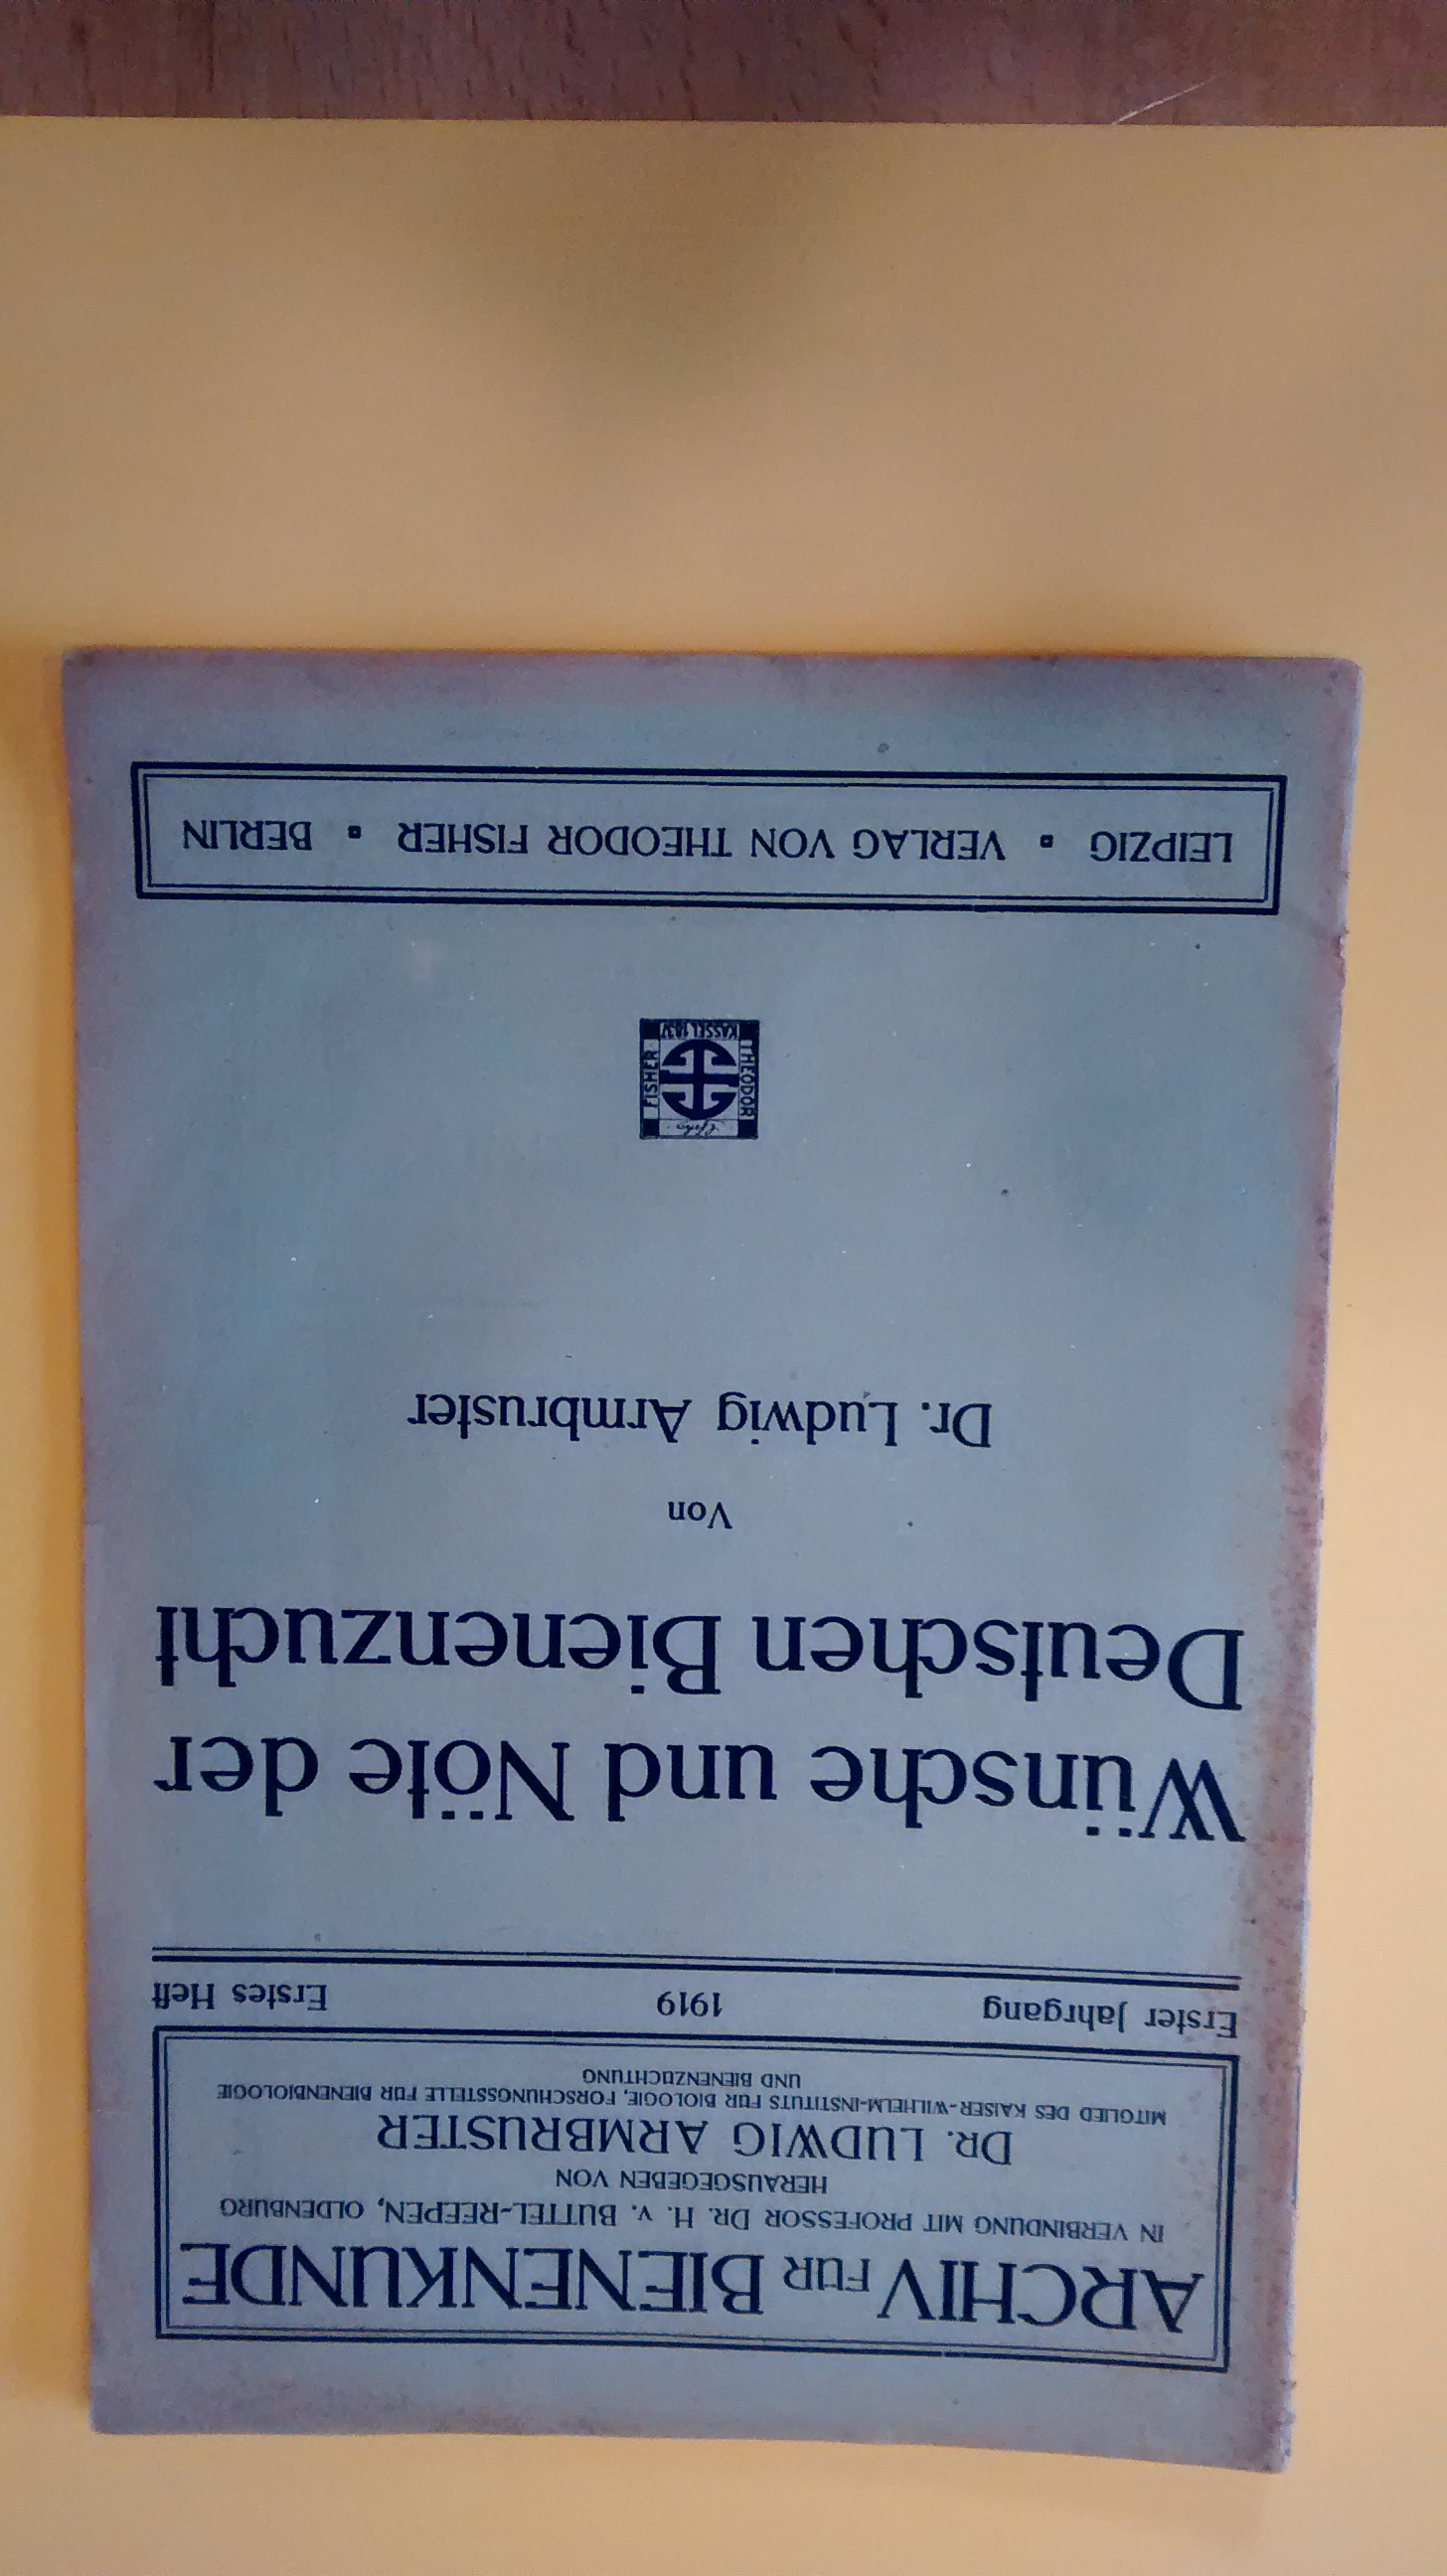 ARCHIV FÜR BIENENKUNDE
IN VERBINDUNG MIT PROFESSOR DR. H. v. BUTTEL-REEPEN, OLDENBURG
HERAUSGEGEBEN VON
DR. LUDWIG ARMBRUSTER
MITGLIED DES KAISER-WILHELM-INSTITUTS FÜR BIOLOGIE, FORSCHUNGSSTELLE FÜR BIENENBIOLOGIE
UND BIENENZÜCHTUNG
Erster Jahrgang 1919 Erstes Heft
Wünsche und Nöte der
Deutschen Bienenzucht
Von
Dr. Ludwig Armbruster
THEODOR
FISHER
KASSEL 1837
LEIPZIG ▫ VERLAG VON THEODOR FISHER ▫ BERLIN